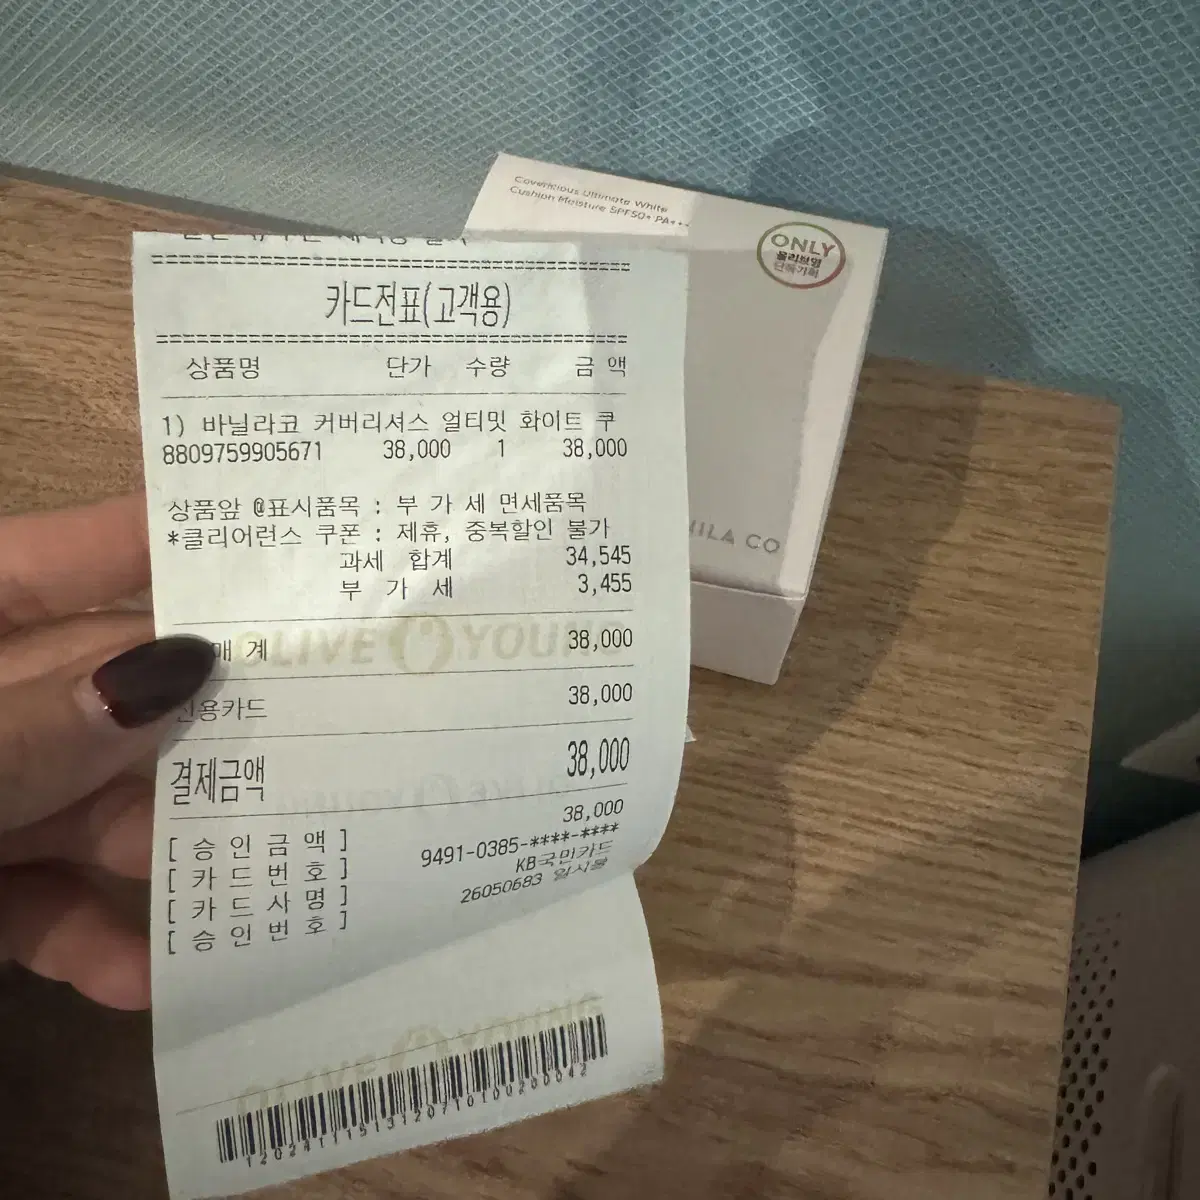 Covericious Ultimate White
Cushion Moisture SPF50+ PA+++
ONLY
올리브영
단독기획
카드전표(고객용)
상품명 단가 수량 금 액
1) 바닐라코 커버리셔스 얼티밋 화이트 쿠
8809759905671 38,000 1 38,000
상품앞 @표시품목 : 부 가 세 면세품목
*클리어런스 쿠폰 : 제휴, 중복할인 불가
과세 합계 34,545
부 가 세 3,455
매 계 38,000
OLIVE YOUNG
신용카드 38,000
결제금액 38,000
[ 승 인 금 액 ] 38,000
[ 카 드 번 호 ] 9491-0385-****-****
[ 카 드 사 명 ] KB국민카드
[ 승 인 번 호 ] 26050683 일시불
OLIVE YOUNG
ILA CO